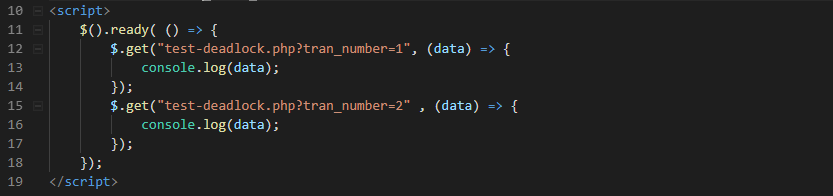 10 <script>
11 $().ready( () => {
12 $.get("test-deadlock.php?tran_number=1", (data) => {
13 console.log(data);
14 });
15 $.get("test-deadlock.php?tran_number=2" , (data) => {
16 console.log(data);
17 });
18 });
19 </script>